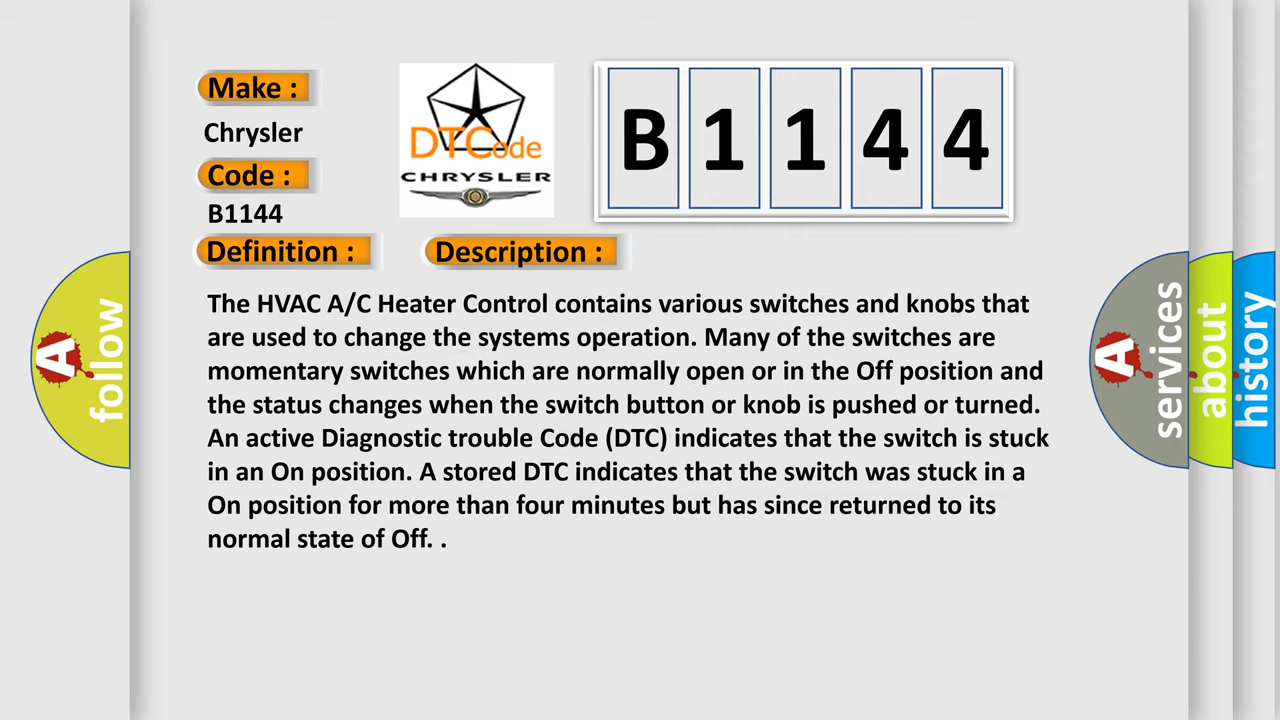 Make :
Chrysler
Code :
B1144
Definition :
Description :
DTCode
CHRYSLER
B 1 1 4 4
The HVAC A/C Heater Control contains various switches and knobs that
are used to change the systems operation. Many of the switches are
momentary switches which are normally open or in the Off position and
the status changes when the switch button or knob is pushed or turned.
An active Diagnostic trouble Code (DTC) indicates that the switch is stuck
in an On position. A stored DTC indicates that the switch was stuck in a
On position for more than four minutes but has since returned to its
normal state of Off. .
A
follow
A
services
about
history